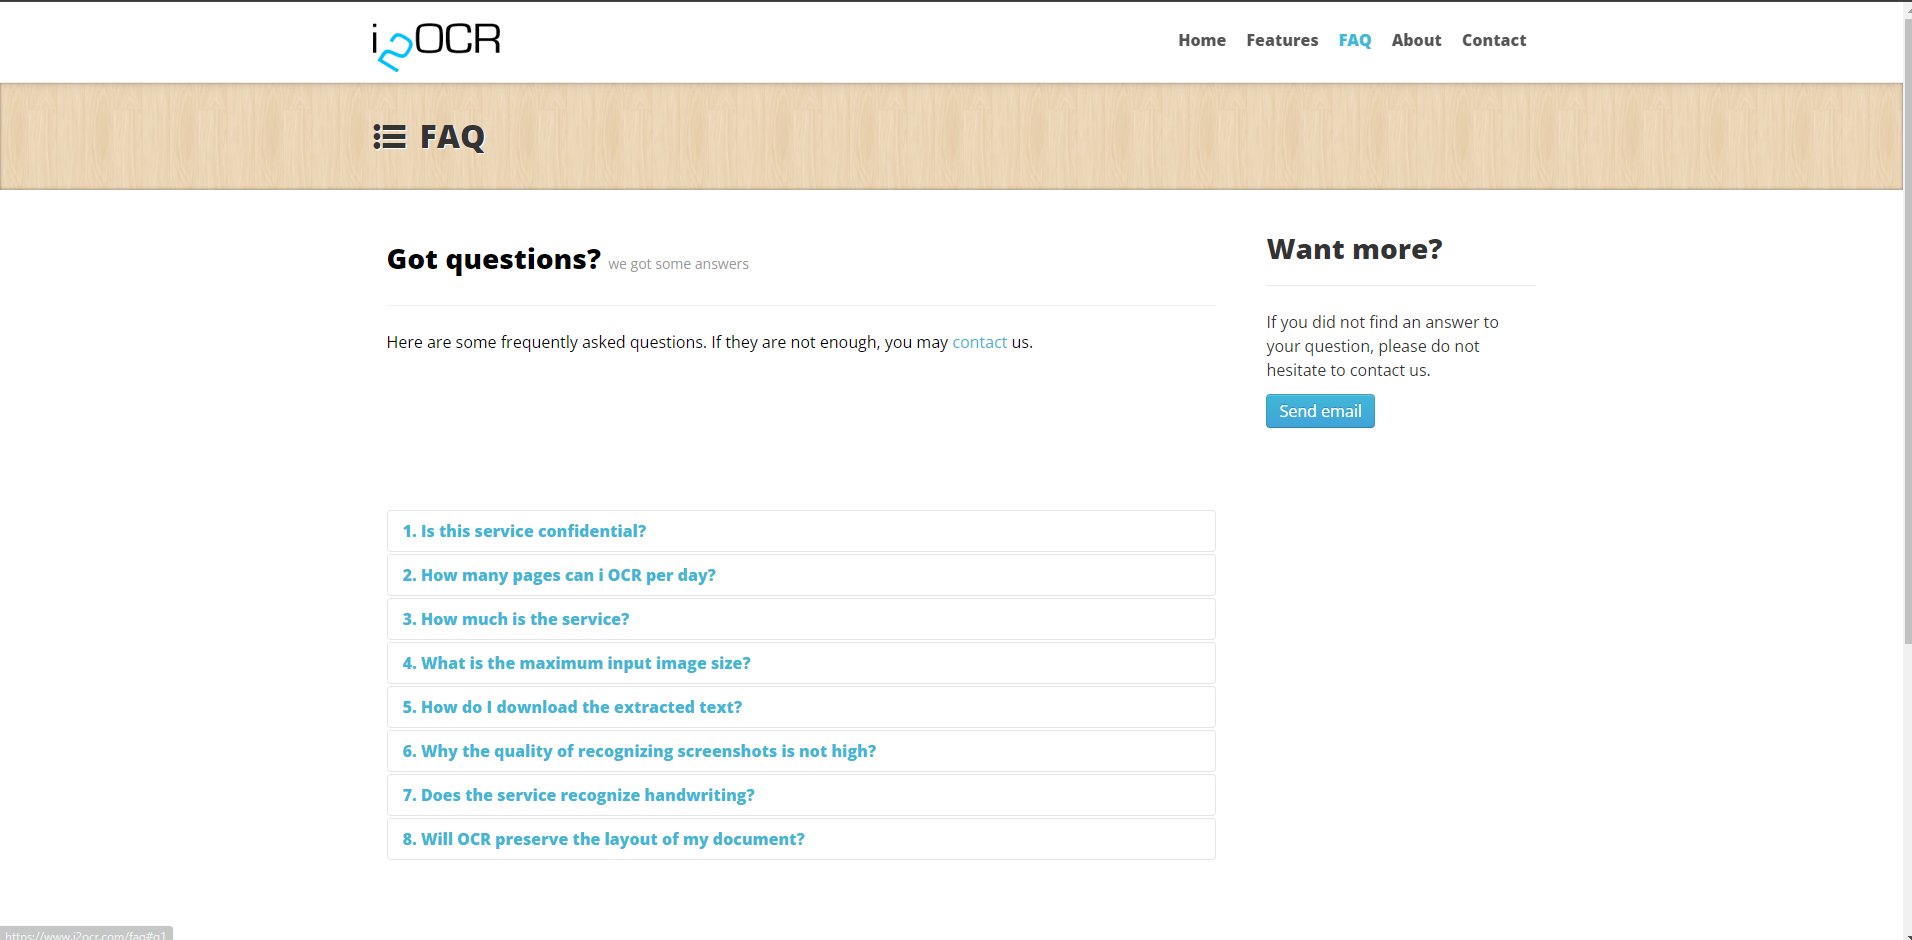 i2OCR
Home Features FAQ About Contact
FAQ
Got questions? we got some answers
Here are some frequently asked questions. If they are not enough, you may contact us.
1. Is this service confidential?
2. How many pages can i OCR per day?
3. How much is the service?
4. What is the maximum input image size?
5. How do I download the extracted text?
6. Why the quality of recognizing screenshots is not high?
7. Does the service recognize handwriting?
8. Will OCR preserve the layout of my document?
Want more?
If you did not find an answer to
your question, please do not
hesitate to contact us.
Send email
https://www.i2ocr.com/faq#q1